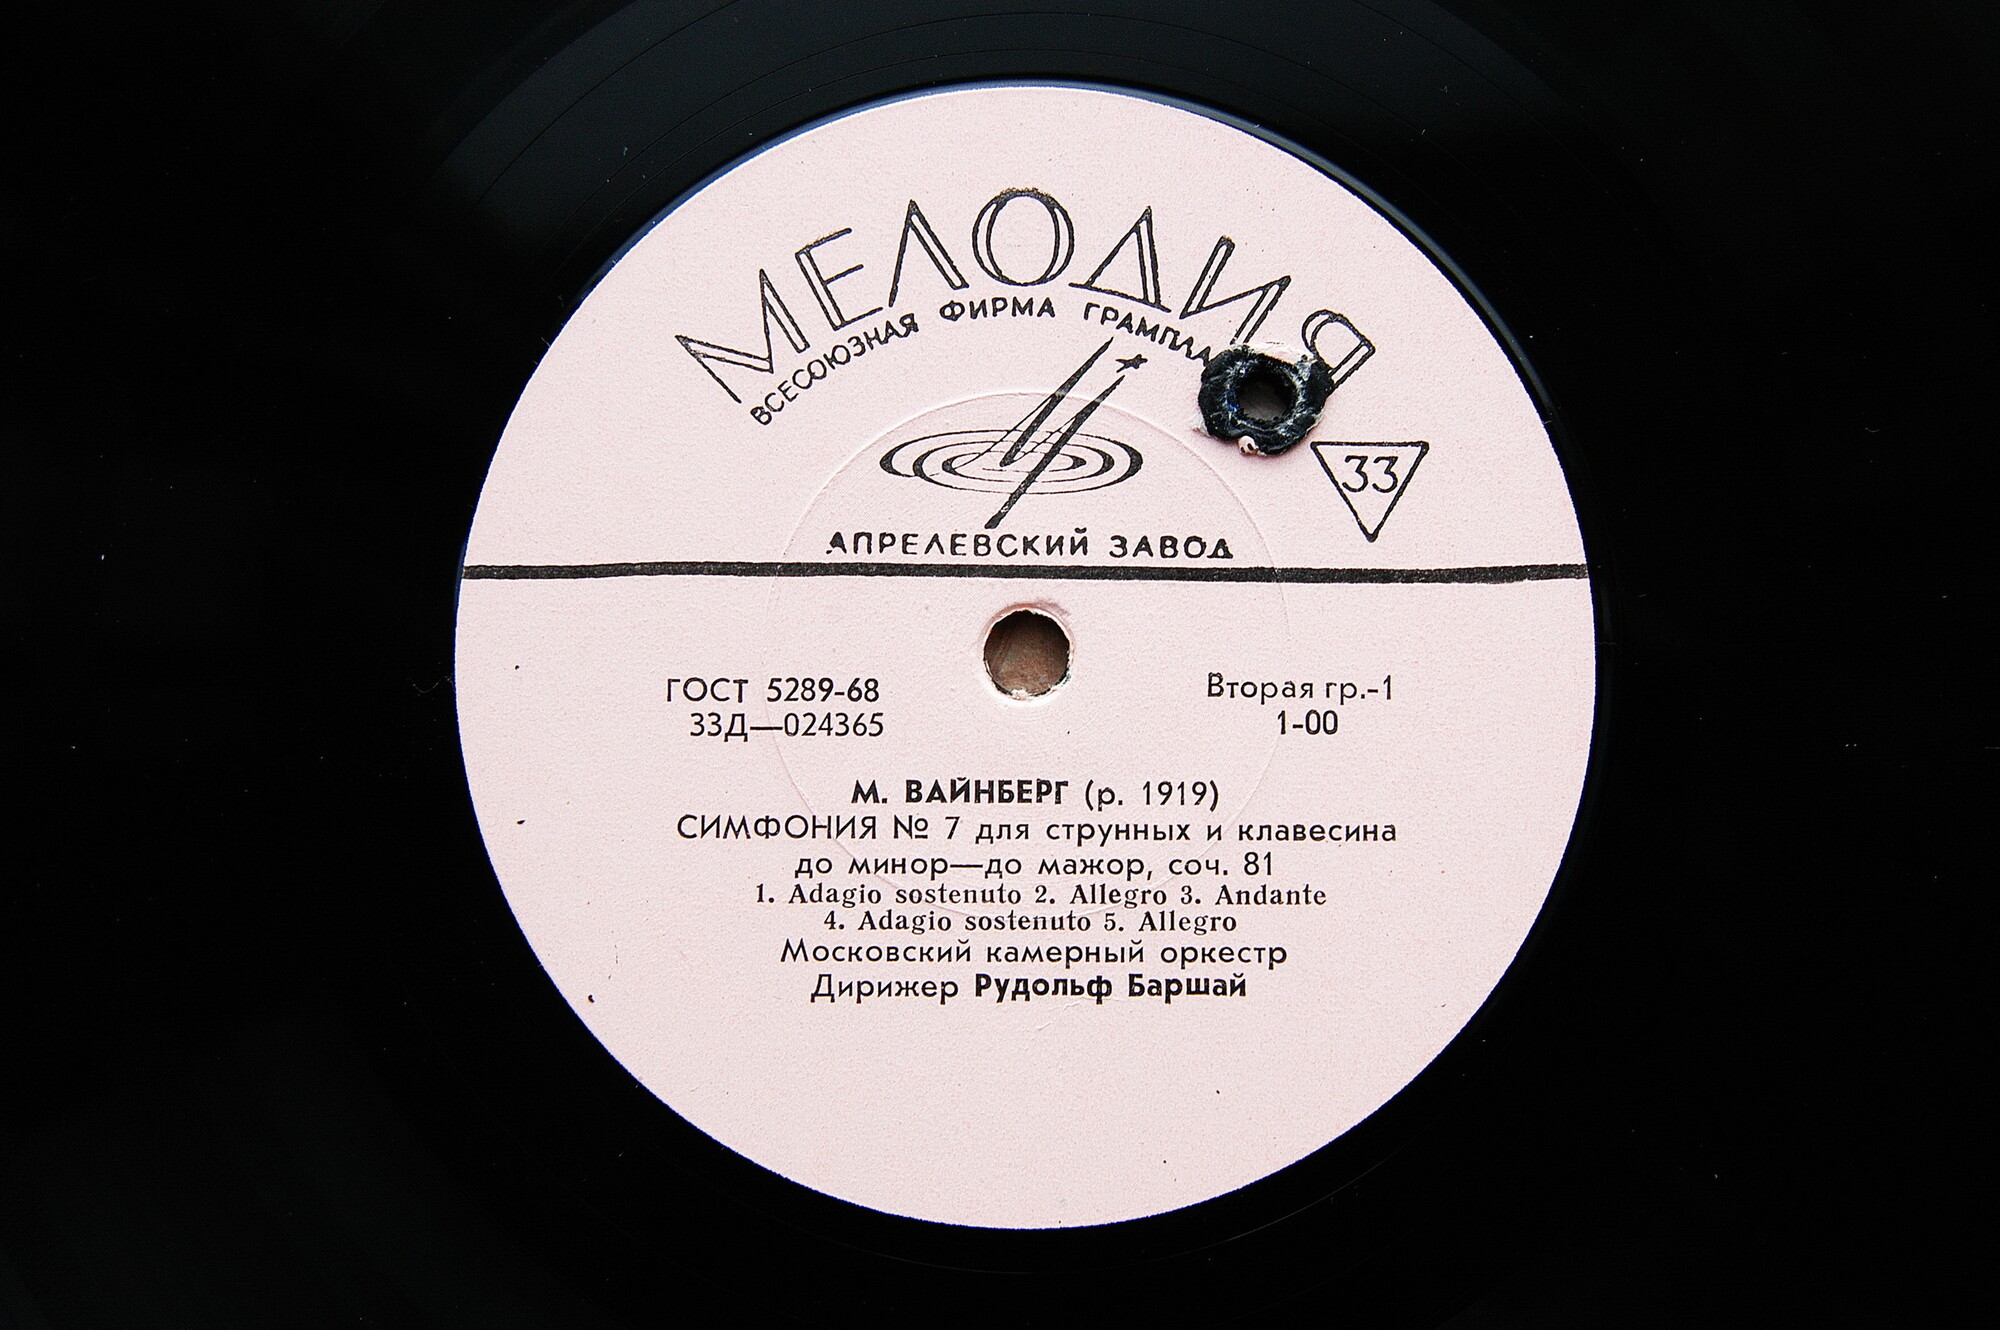 МЕЛОДИЯ
ВСЕСОЮЗНАЯ ФИРМА
33
АПРЕЛЕВСКИЙ ЗАВОД
ГОСТ 5289-68
Вторая гр.-1
33Д—024365
1-00
М. ВАЙНБЕРГ (р. 1919)
СИМФОНИЯ № 7 для струнных и клавесина
до минор—до мажор, соч. 81
1. Adagio sostenuto 2. Allegro 3. Andante
4. Adagio sostenuto 5. Allegro
Московский камерный оркестр
Дирижер Рудольф Баршай